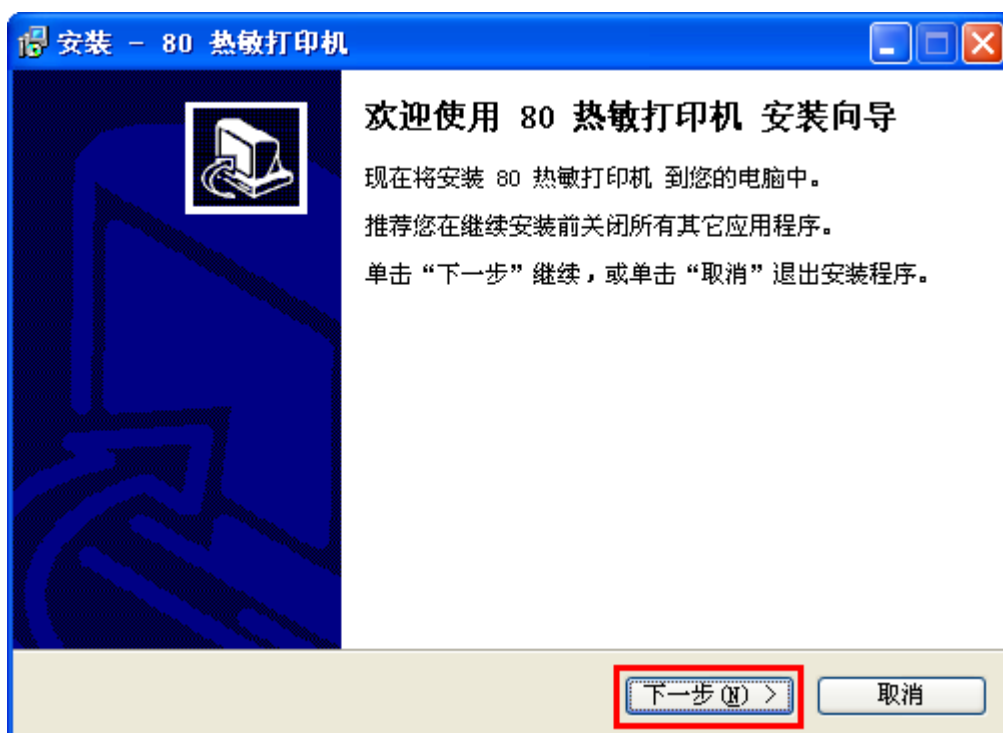 安装 - 80 热敏打印机
欢迎使用 80 热敏打印机 安装向导
现在将安装 80 热敏打印机 到您的电脑中。
推荐您在继续安装前关闭所有其它应用程序。
单击“下一步”继续，或单击“取消”退出安装程序。
下一步(N) >
取消